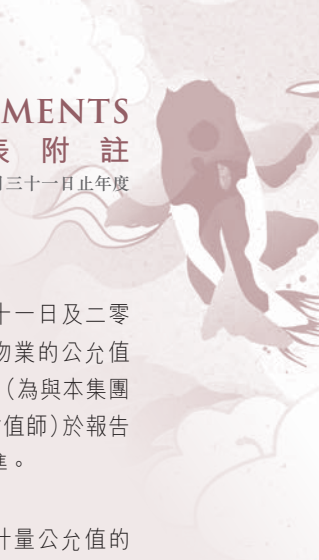 MENTS
表附註
月三十一日止年度
十一日及二零
物業的公允值
（為與本集團
值師）於報告
進。
計量公允值的